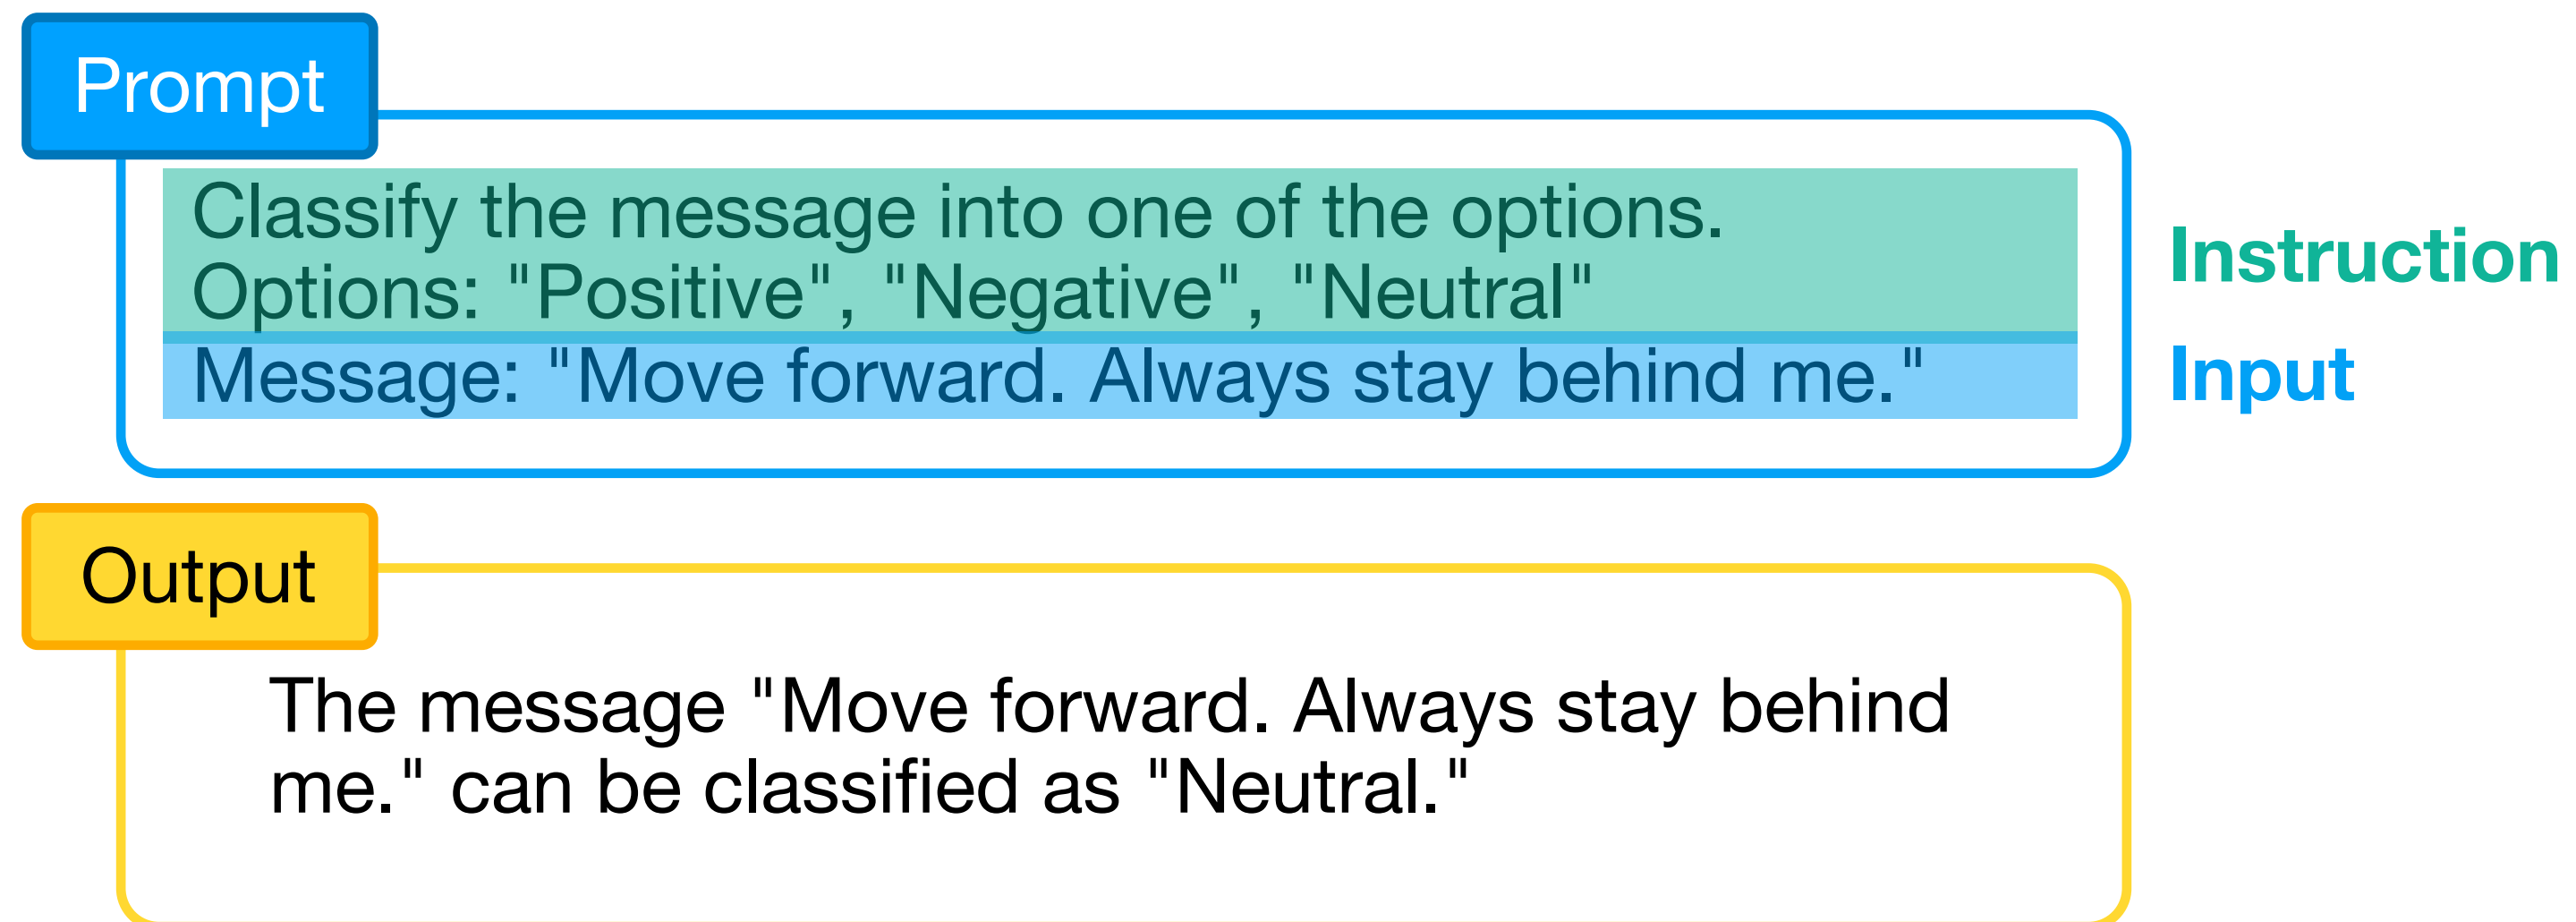 Prompt
Classify the message into one of the options.
Options: "Positive", "Negative", "Neutral"
Instruction
Message: "Move forward. Always stay behind me."
Input
Output
The message "Move forward. Always stay behind
me." can be classified as "Neutral."